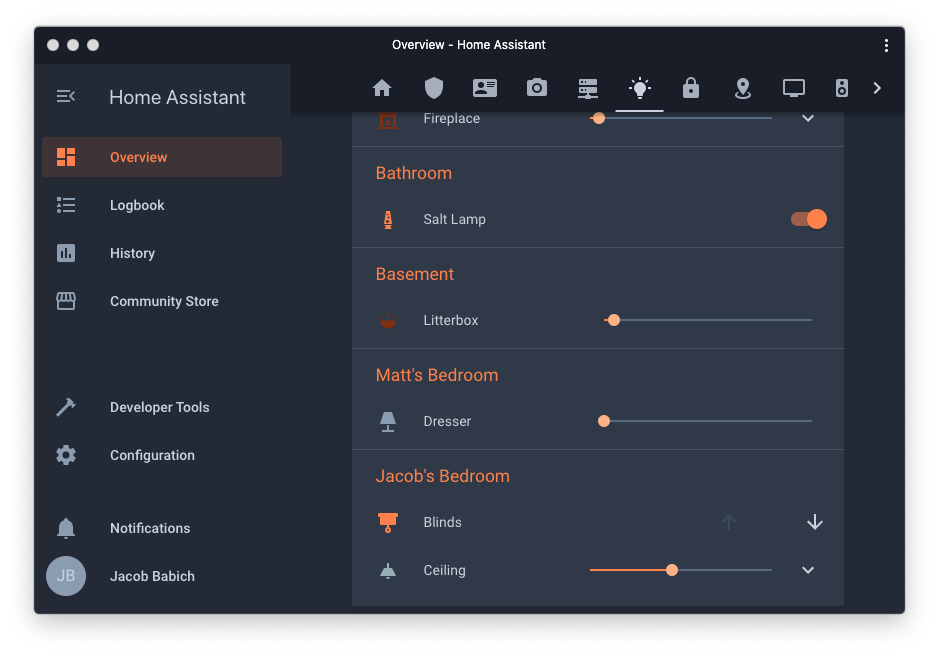 Overview - Home Assistant
Home Assistant
Overview
Logbook
History
Community Store
Developer Tools
Configuration
Notifications
JB
Jacob Babich
Fireplace
Bathroom
Salt Lamp
Basement
Litterbox
Matt's Bedroom
Dresser
Jacob's Bedroom
Blinds
Ceiling